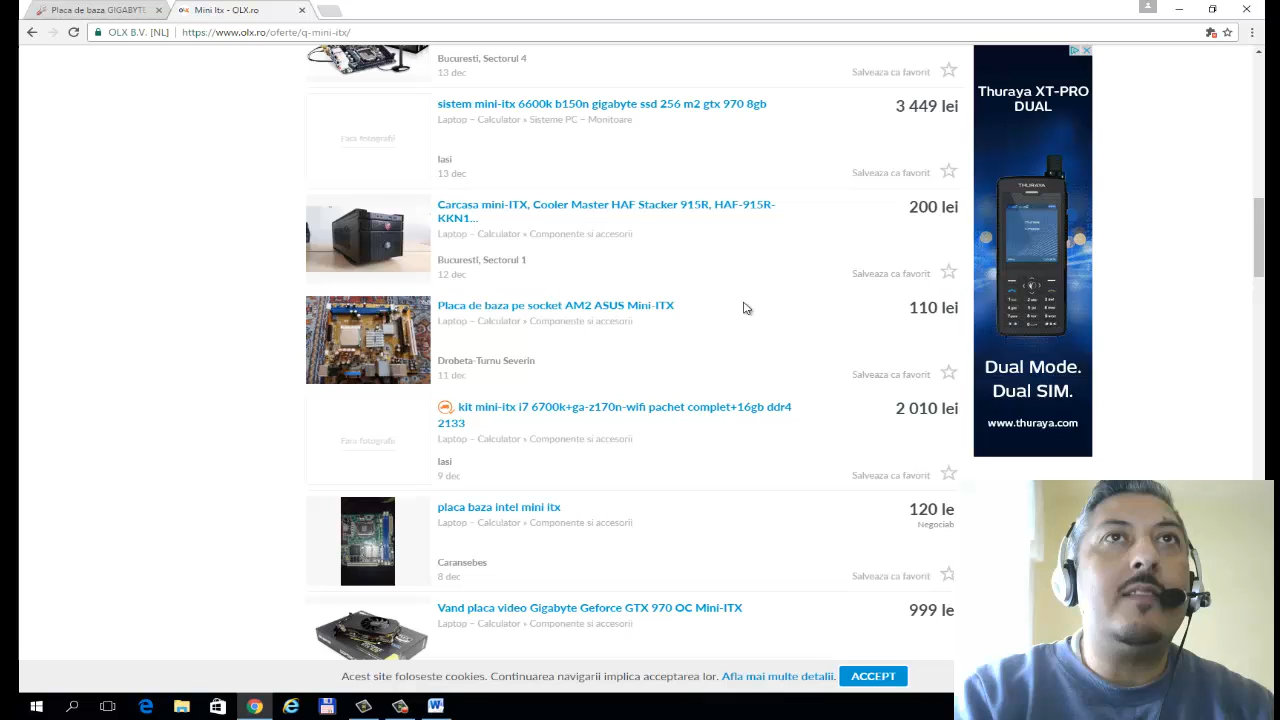 Placa de baza GIGABYTE
Mini Itx - OLX.ro
OLX B.V. [NL]
https://www.olx.ro/oferte/q-mini-itx/
Bucuresti, Sectorul 4
13 dec
Salveaza ca favorit
Fara fotografie
sistem mini-itx 6600k b150n gigabyte ssd 256 m2 gtx 970 8gb
3 449 lei
Laptop – Calculator » Sisteme PC – Monitoare
Iasi
13 dec
Salveaza ca favorit
Carcasa mini-ITX, Cooler Master HAF Stacker 915R, HAF-915R-
KKN1...
200 lei
Laptop – Calculator » Componente si accesorii
Bucuresti, Sectorul 1
12 dec
Salveaza ca favorit
Placa de baza pe socket AM2 ASUS Mini-ITX
110 lei
Laptop – Calculator » Componente si accesorii
Drobeta-Turnu Severin
11 dec
Salveaza ca favorit
Fara fotografie
kit mini-itx i7 6700k+ga-z170n-wifi pachet complet+16gb ddr4
2133
2 010 lei
Laptop – Calculator » Componente si accesorii
Iasi
9 dec
Salveaza ca favorit
placa baza intel mini itx
120 le
Negociab
Laptop – Calculator » Componente si accesorii
Caransebes
8 dec
Salveaza ca favorit
Vand placa video Gigabyte Geforce GTX 970 OC Mini-ITX
999 le
Laptop – Calculator » Componente si accesorii
Thuraya XT-PRO
DUAL
THURAYA
Dual Mode.
Dual SIM.
www.thuraya.com
Acest site foloseste cookies. Continuarea navigarii implica acceptarea lor. Afla mai multe detalii.
ACCEPT